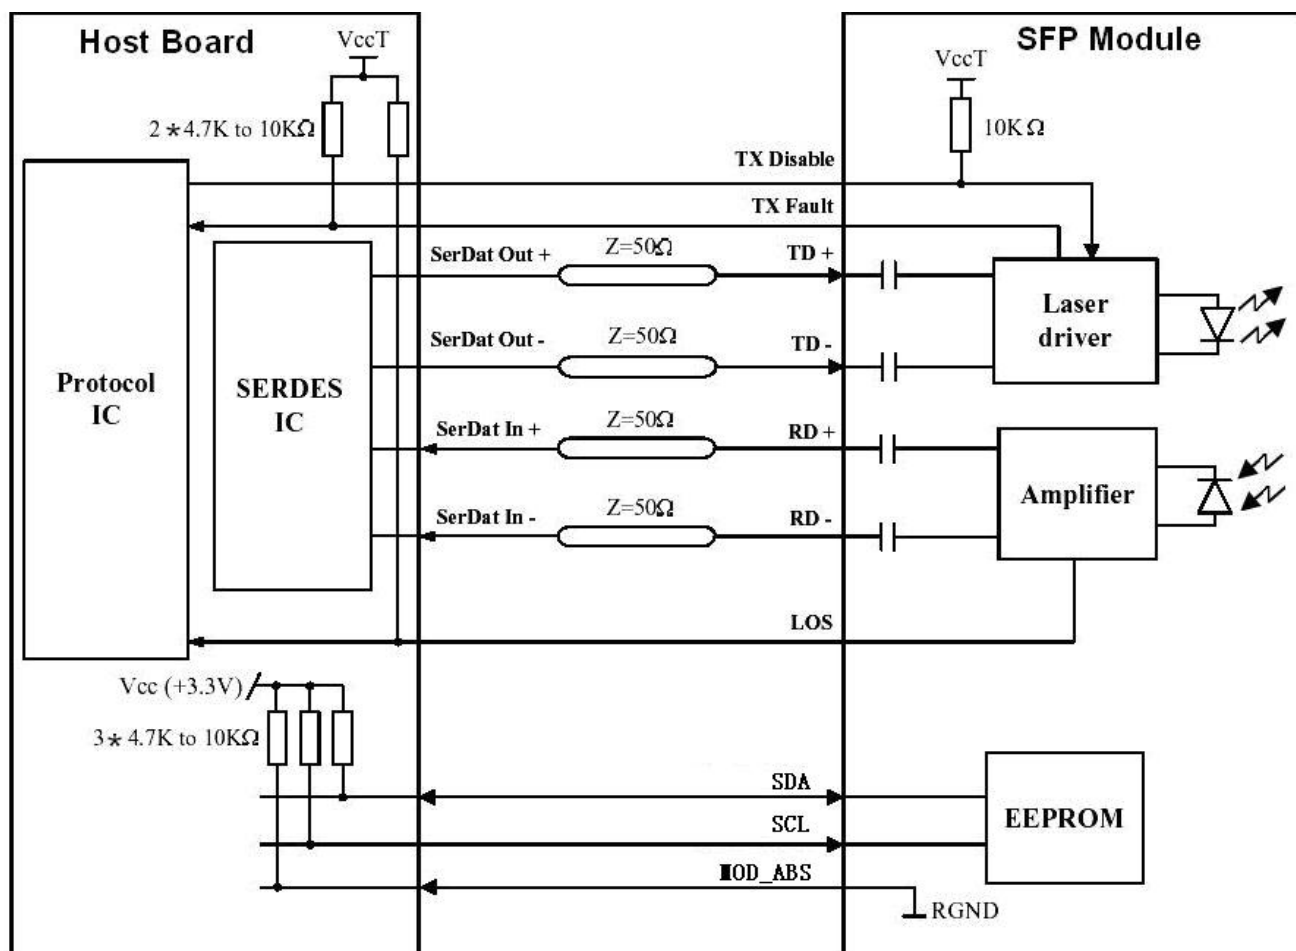 Host Board
VccT
SFP Module
VccT
2*4.7K to 10KΩ
10K Ω
TX Disable
TX Fault
SerDat Out +
Z=50Ω
TD +
Laser
driver
SerDat Out -
Z=50Ω
TD -
Protocol
IC
SERDES
IC
SerDat In +
Z=50Ω
RD +
Amplifier
SerDat In -
Z=50Ω
RD -
LOS
Vcc (+3.3V)
3* 4.7K to 10KΩ
SDA
SCL
EEPROM
MOD_ABS
RGND